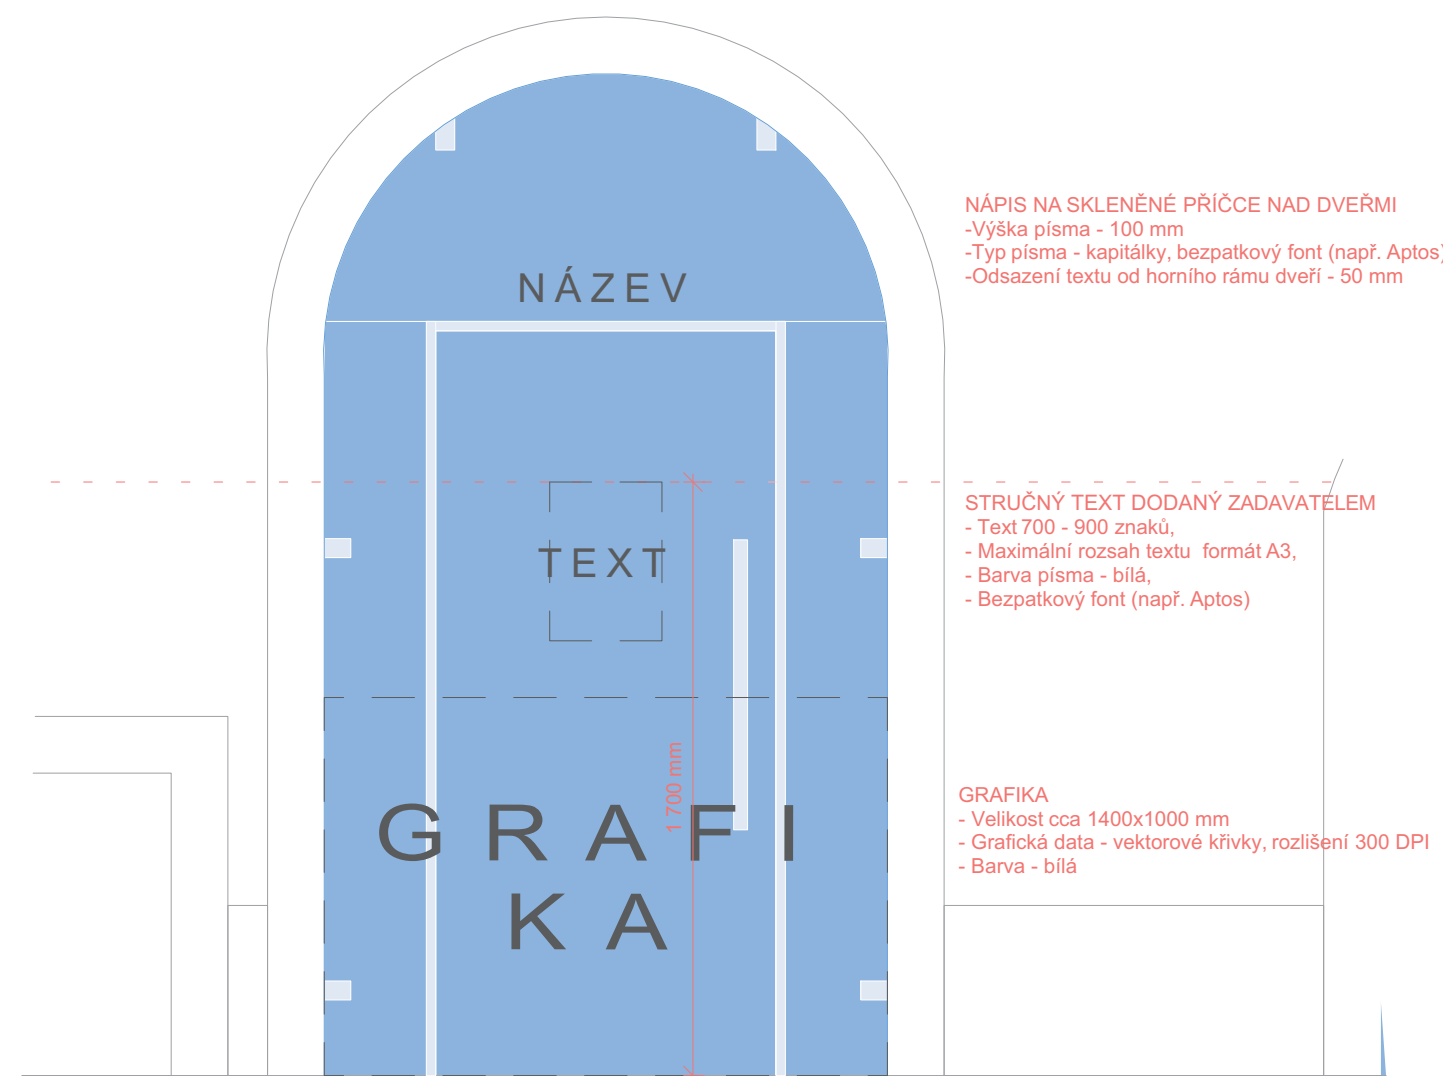 NÁPIS NA SKLENĚNÉ PŘÍČCE NAD DVEŘMI
-Výška písma - 100 mm
-Typ písma - kapitálky, bezpatkový font (např. Aptos)
-Odsazení textu od horního rámu dveří - 50 mm
NÁZEV
STRUČNÝ TEXT DODANÝ ZADAVATELEM
- Text 700 - 900 znaků,
- Maximální rozsah textu formát A3,
- Barva písma - bílá,
- Bezpatkový font (např. Aptos)
TEXT
1 700 mm
GRAFIKA
- Velikost cca 1400x1000 mm
- Grafická data - vektorové křivky, rozlišení 300 DPI
- Barva - bílá
GRAFI
KA